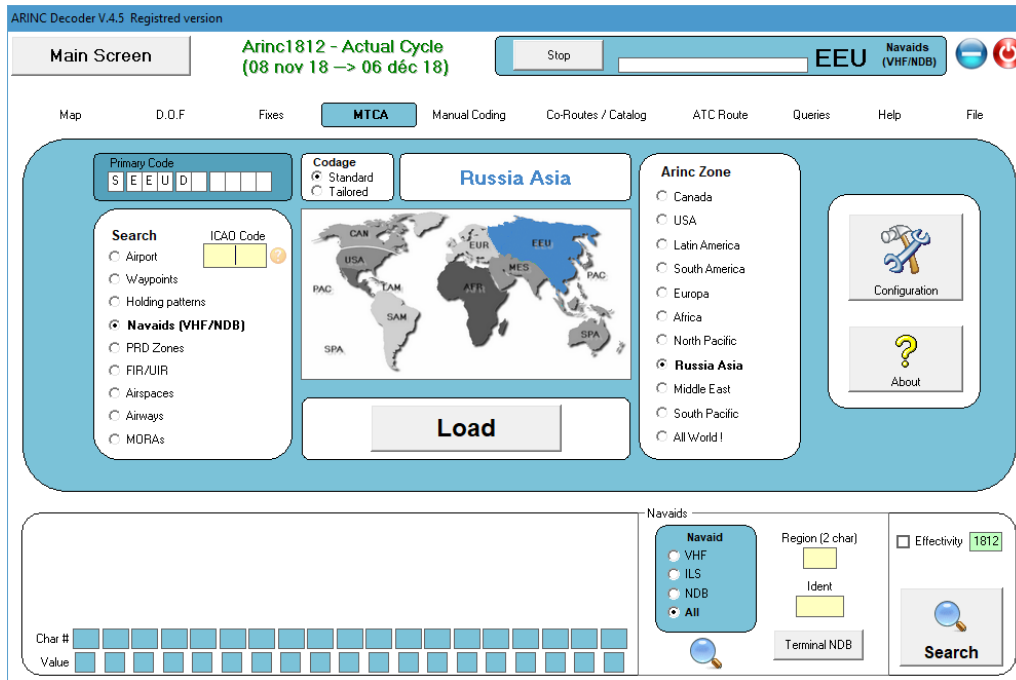 ARINC Decoder V.4.5 Registred version
Main Screen
Arinc1812 - Actual Cycle
(08 nov 18 —> 06 déc 18)
Stop
EEU
Navaids
(VHF/NDB)
Map D.O.F Fixes MTCA Manual Coding Co-Routes / Catalog ATC Route Queries Help File
Primary Code
S E E U D
Codage
Standard
Tailored
Russia Asia
Search
ICAO Code
Airport
Waypoints
Holding patterns
Navaids (VHF/NDB)
PRD Zones
FIR/UIR
Airspaces
Airways
MORAs
CAN
EUR
EEU
USA
MES
PAC
PAC
LAM
AFR
SAM
SPA
SPA
Load
Arinc Zone
Canada
USA
Latin America
South America
Europa
Africa
North Pacific
Russia Asia
Middle East
South Pacific
All World !
Configuration
?
About
Navaids
Navaid
VHF
ILS
NDB
All
Region (2 char)
Ident
Terminal NDB
Effectivity 1812
Search
Char #
Value